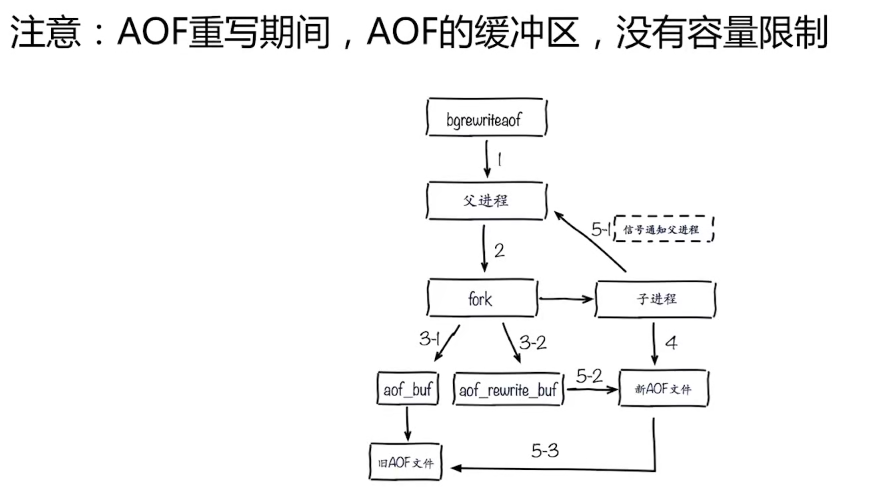 注意：AOF重写期间，AOF的缓冲区，没有容量限制
bgrewriteaof
1
父进程
5-1
信号通知父进程
2
fork
子进程
3-1
3-2
4
aof_buf
aof_rewrite_buf
5-2
新AOF文件
5-3
旧AOF文件